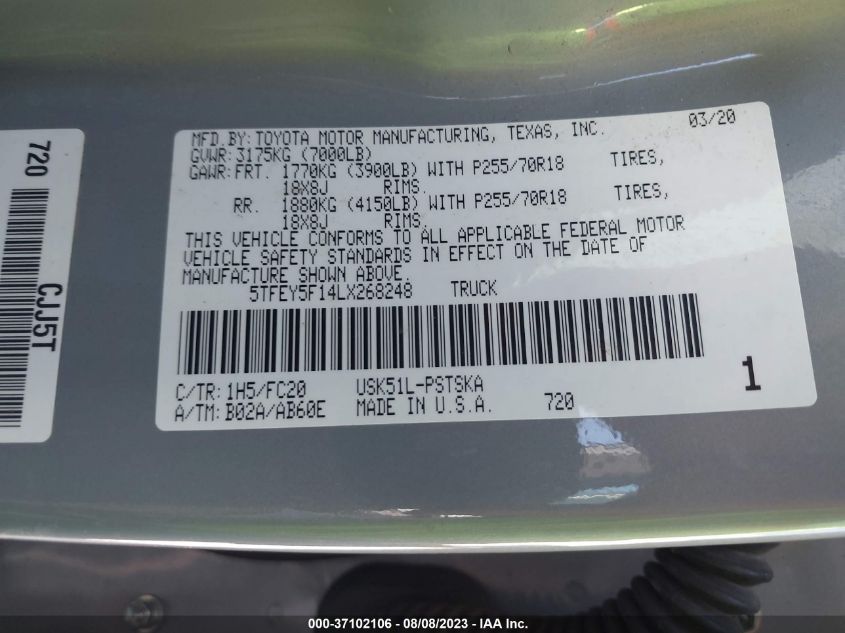 720
CJJ5T
MFD.BY:TOYOTA MOTOR MANUFACTURING, TEXAS, INC. 03/20
GVWR:3175KG (7000LB)
GAWR:FRT. 1770KG (3900LB) WITH P255/70R18 TIRES,
18X8J RIMS.
RR. 1880KG (4150LB) WITH P255/70R18 TIRES,
18X8J RIMS.
THIS VEHICLE CONFORMS TO ALL APPLICABLE FEDERAL MOTOR
VEHICLE SAFETY STANDARDS IN EFFECT ON THE DATE OF
MANUFACTURE SHOWN ABOVE.
5TFEY5F14LX268248 TRUCK
C/TR: 1H5/FC20 USK51L-PSTSKA 1
A/TM: B02A/AB60E MADE IN U.S.A. 720
000-37102106 - 08/08/2023 - IAA Inc.